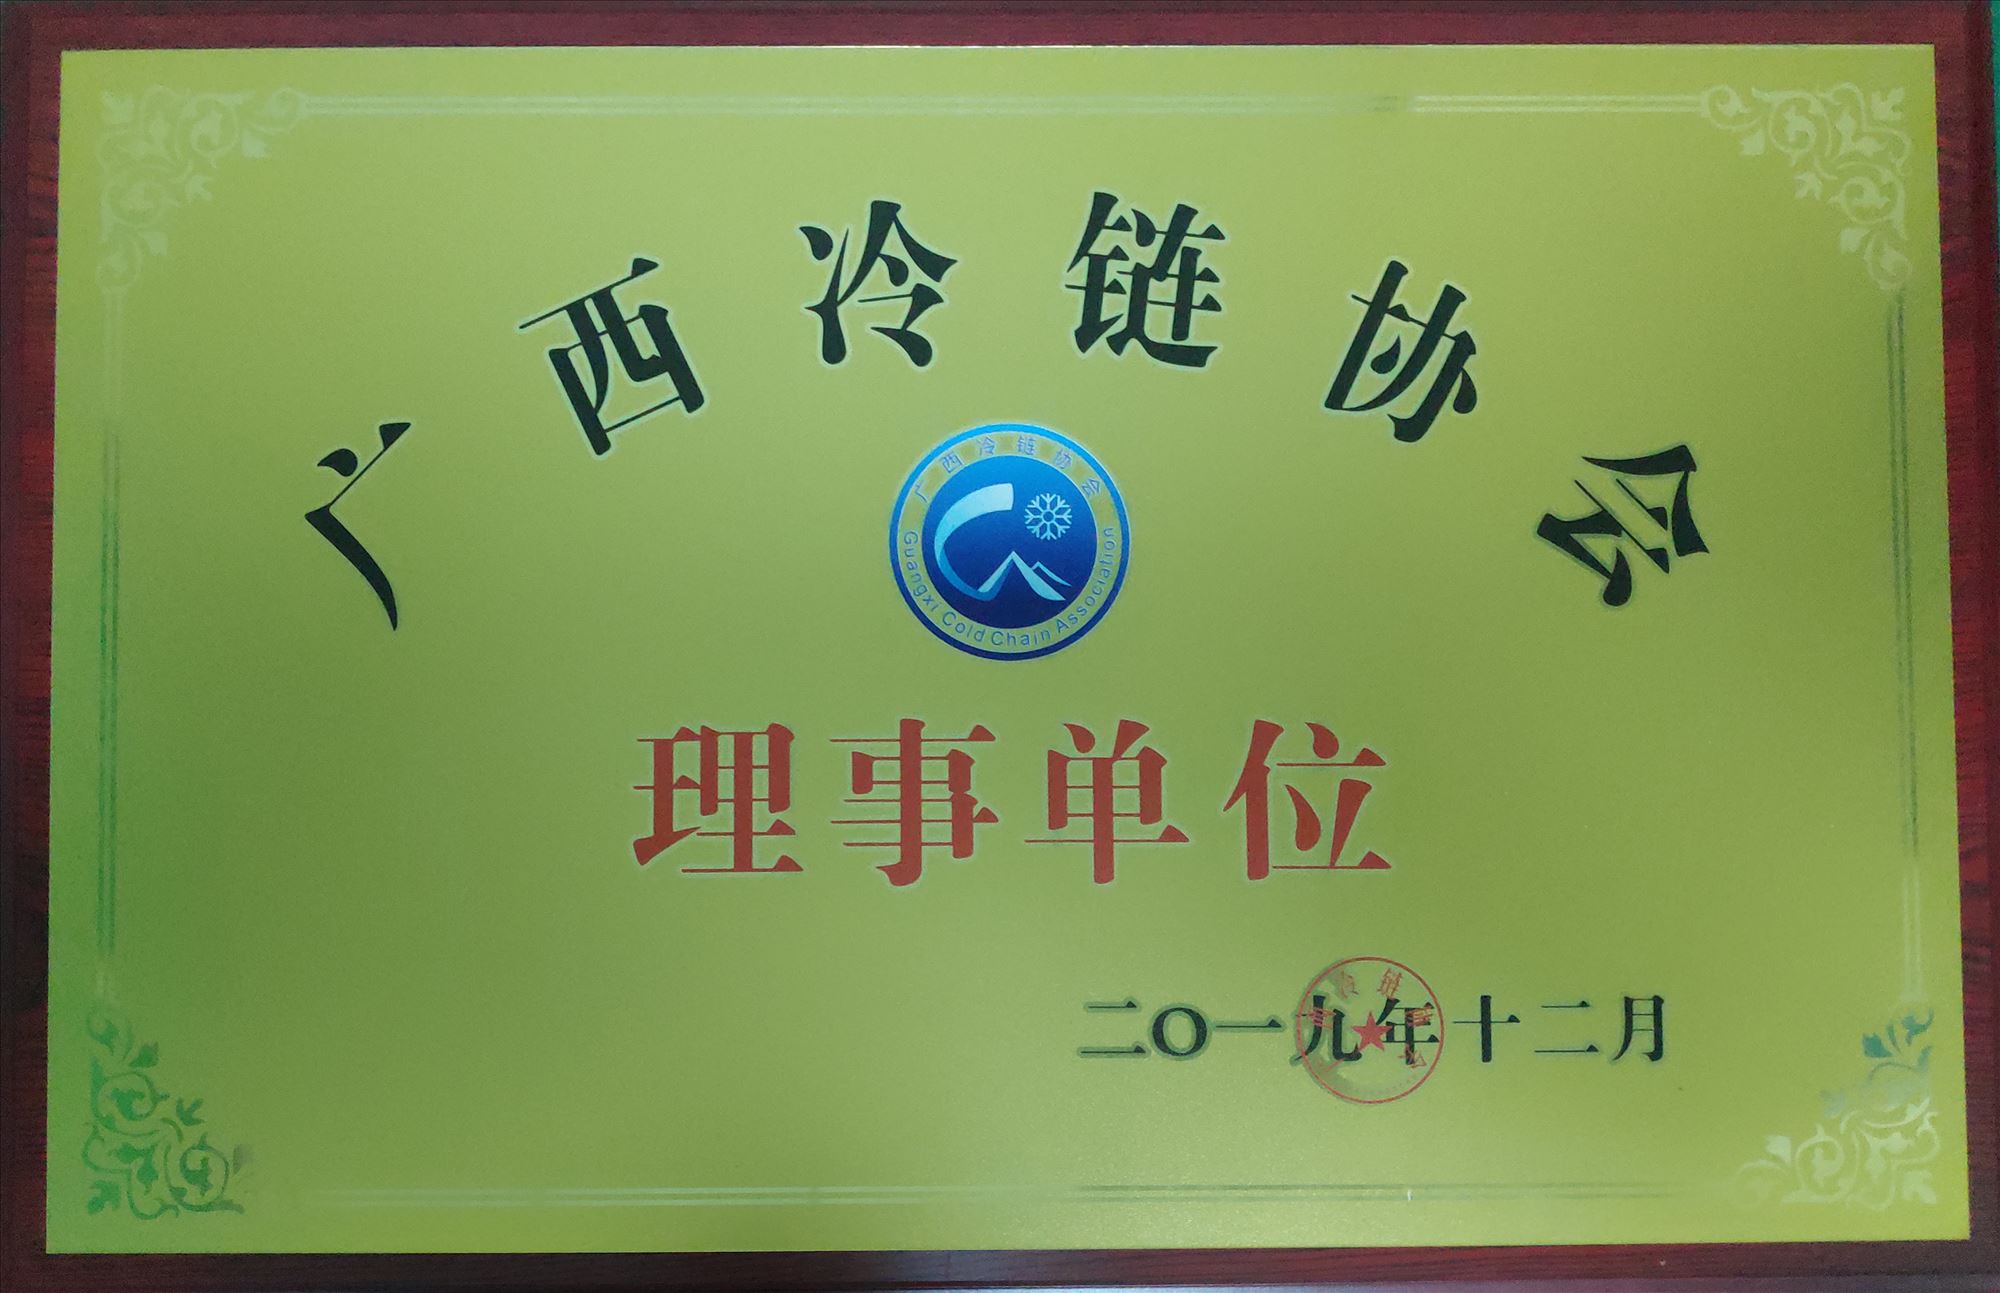 广西冷链协会
广西冷链协会
Guangxi Cold Chain Association
理事单位
二〇一九年十二月